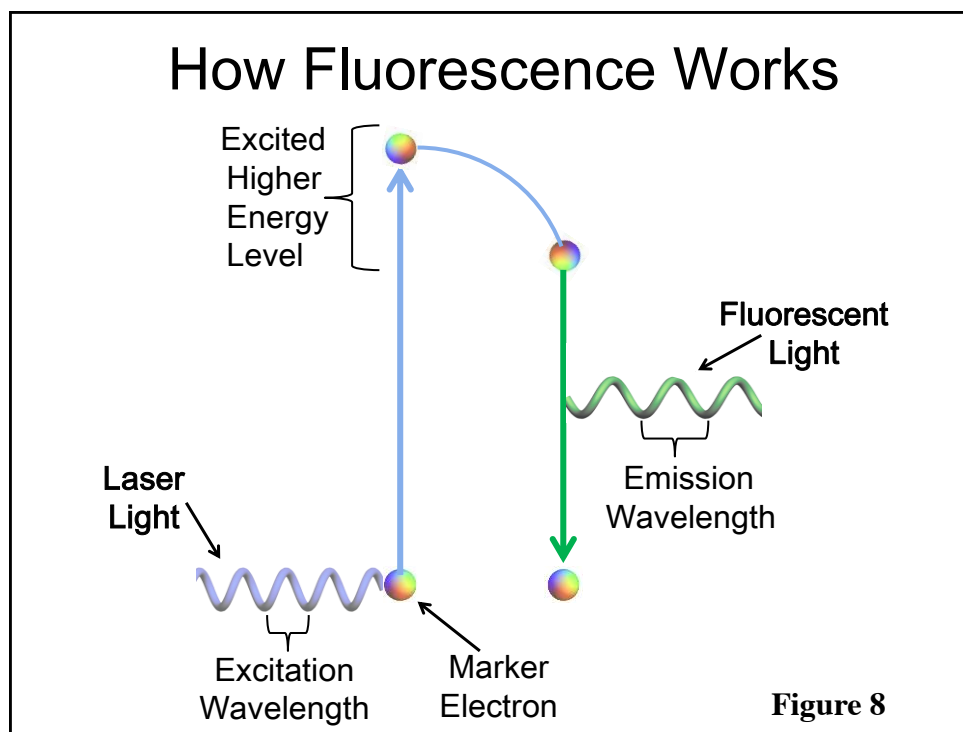 How Fluorescence Works
Excited
Higher
Energy
Level
Fluorescent
Light
Emission
Wavelength
Laser
Light
Excitation
Wavelength
Marker
Electron
Figure 8